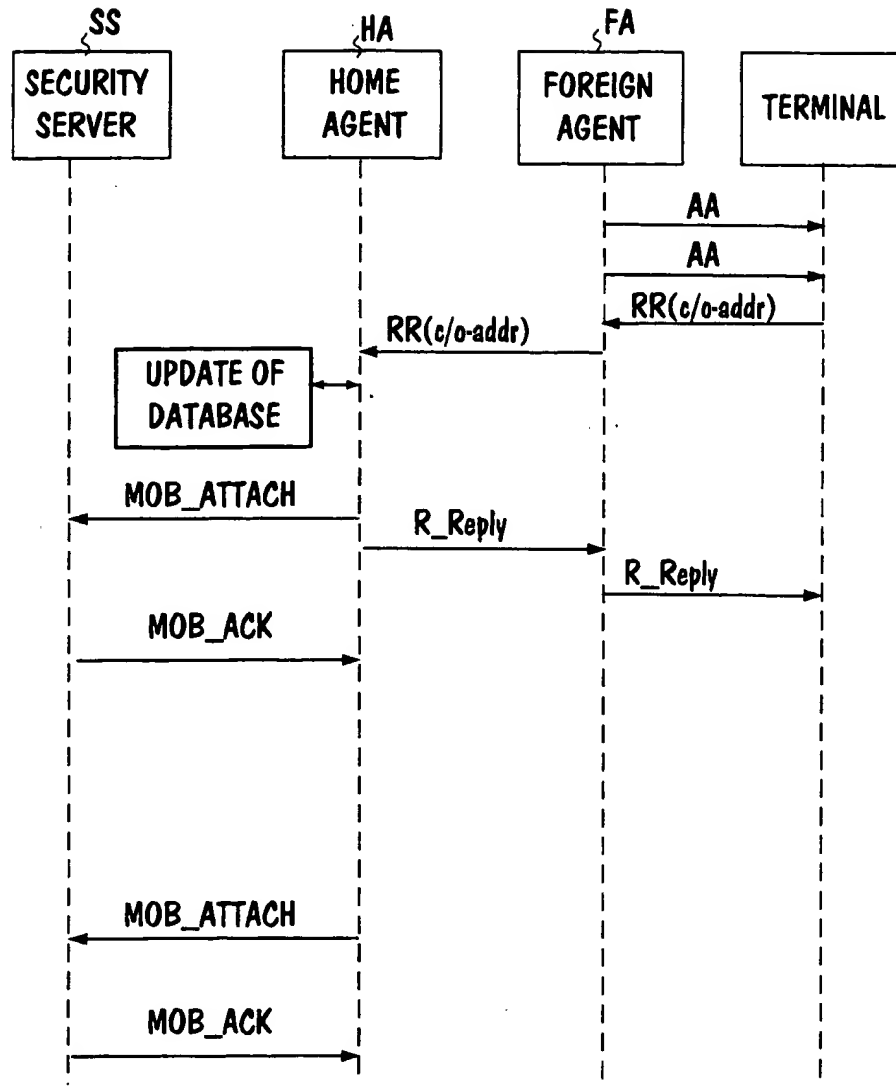 SS
HA
FA
SECURITY
SERVER
HOME
AGENT
FOREIGN
AGENT
TERMINAL
AA
AA
RR(c/o-addr)
RR(c/o-addr)
UPDATE OF
DATABASE
MOB_ATTACH
R_Reply
R_Reply
MOB_ACK
MOB_ATTACH
MOB_ACK